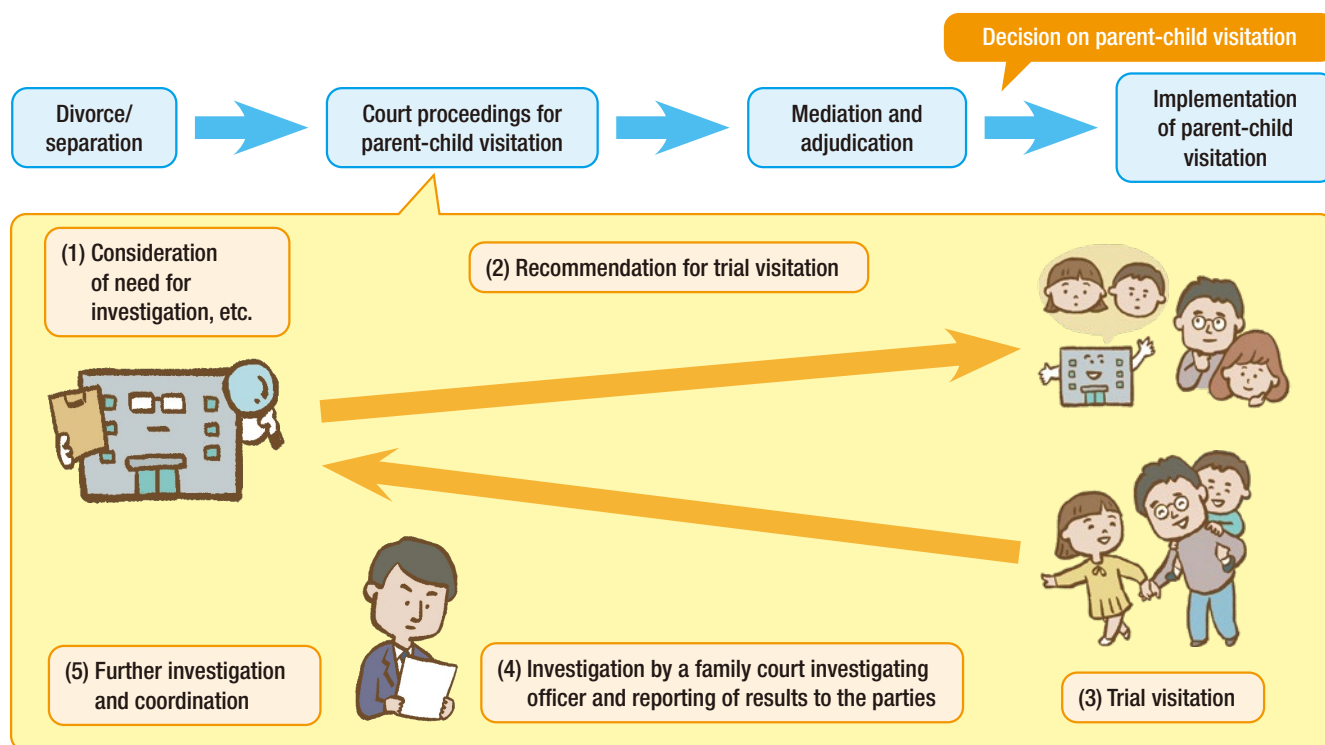 Decision on parent-child visitation
Divorce/
separation
Court proceedings for
parent-child visitation
Mediation and
adjudication
Implementation
of parent-child
visitation
(1) Consideration
of need for
investigation, etc.
(2) Recommendation for trial visitation
(5) Further investigation
and coordination
(4) Investigation by a family court investigating
officer and reporting of results to the parties
(3) Trial visitation